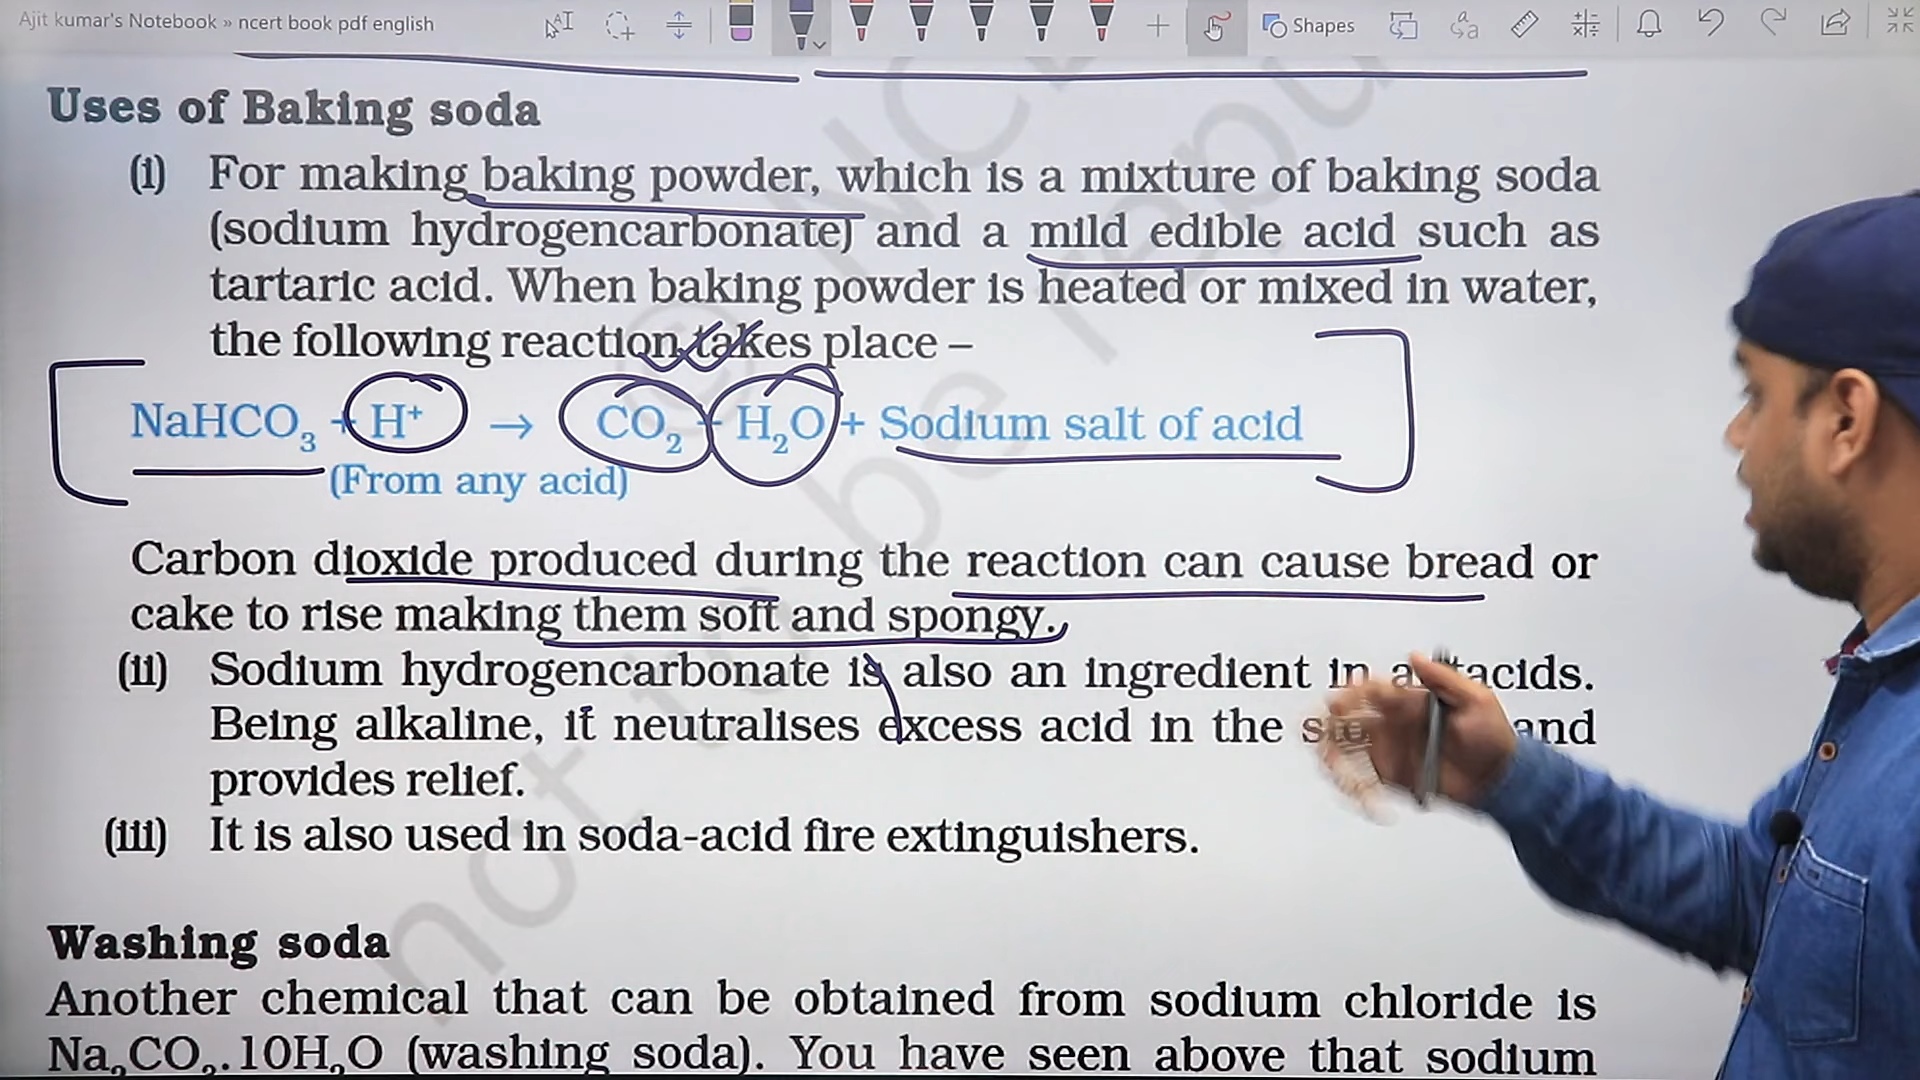 Ajit kumar's Notebook » ncert book pdf english
Shapes
Uses of Baking soda
(i) For making baking powder, which is a mixture of baking soda
(sodium hydrogencarbonate) and a mild edible acid such as
tartaric acid. When baking powder is heated or mixed in water,
the following reaction takes place –
NaHCO₃ + H⁺ → CO₂ + H₂O + Sodium salt of acid
(From any acid)
Carbon dioxide produced during the reaction can cause bread or
cake to rise making them soft and spongy.
(ii) Sodium hydrogencarbonate is also an ingredient in
Being alkaline, it neutralises excess acid in the and
provides relief.
(iii) It is also used in soda-acid fire extinguishers.
Washing soda
Another chemical that can be obtained from sodium chloride is
Na₂CO₃.10H₂O (washing soda). You have seen above that sodium
not to be repu
© NCE